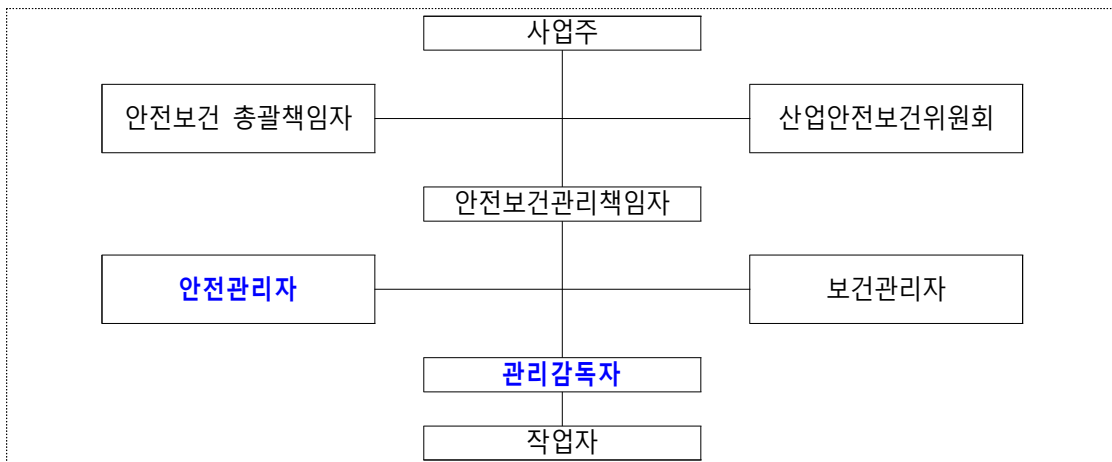 사업주
안전보건 총괄책임자
산업안전보건위원회
안전보건관리책임자
안전관리자
보건관리자
관리감독자
작업자